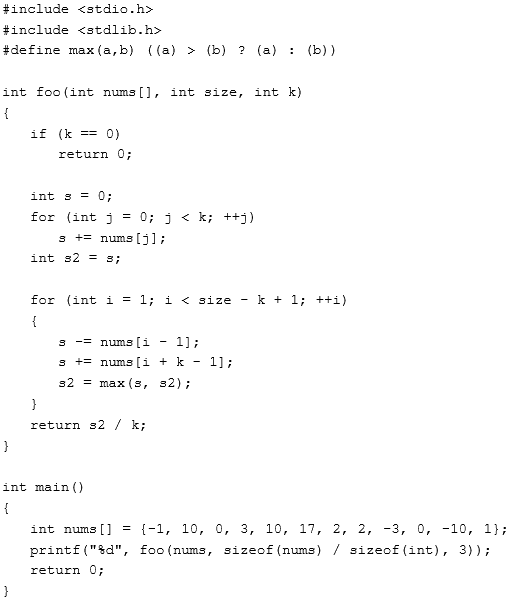 #include <stdio.h>
#include <stdlib.h>
#define max(a,b) ((a) > (b) ? (a) : (b))

int foo(int nums[], int size, int k)
{
    if (k == 0)
        return 0;

    int s = 0;
    for (int j = 0; j < k; ++j)
        s += nums[j];
    int s2 = s;

    for (int i = 1; i < size - k + 1; ++i)
    {
        s -= nums[i - 1];
        s += nums[i + k - 1];
        s2 = max(s, s2);
    }
    return s2 / k;
}

int main()
{
    int nums[] = {-1, 10, 0, 3, 10, 17, 2, 2, -3, 0, -10, 1};
    printf("%d", foo(nums, sizeof(nums) / sizeof(int), 3));
    return 0;
}